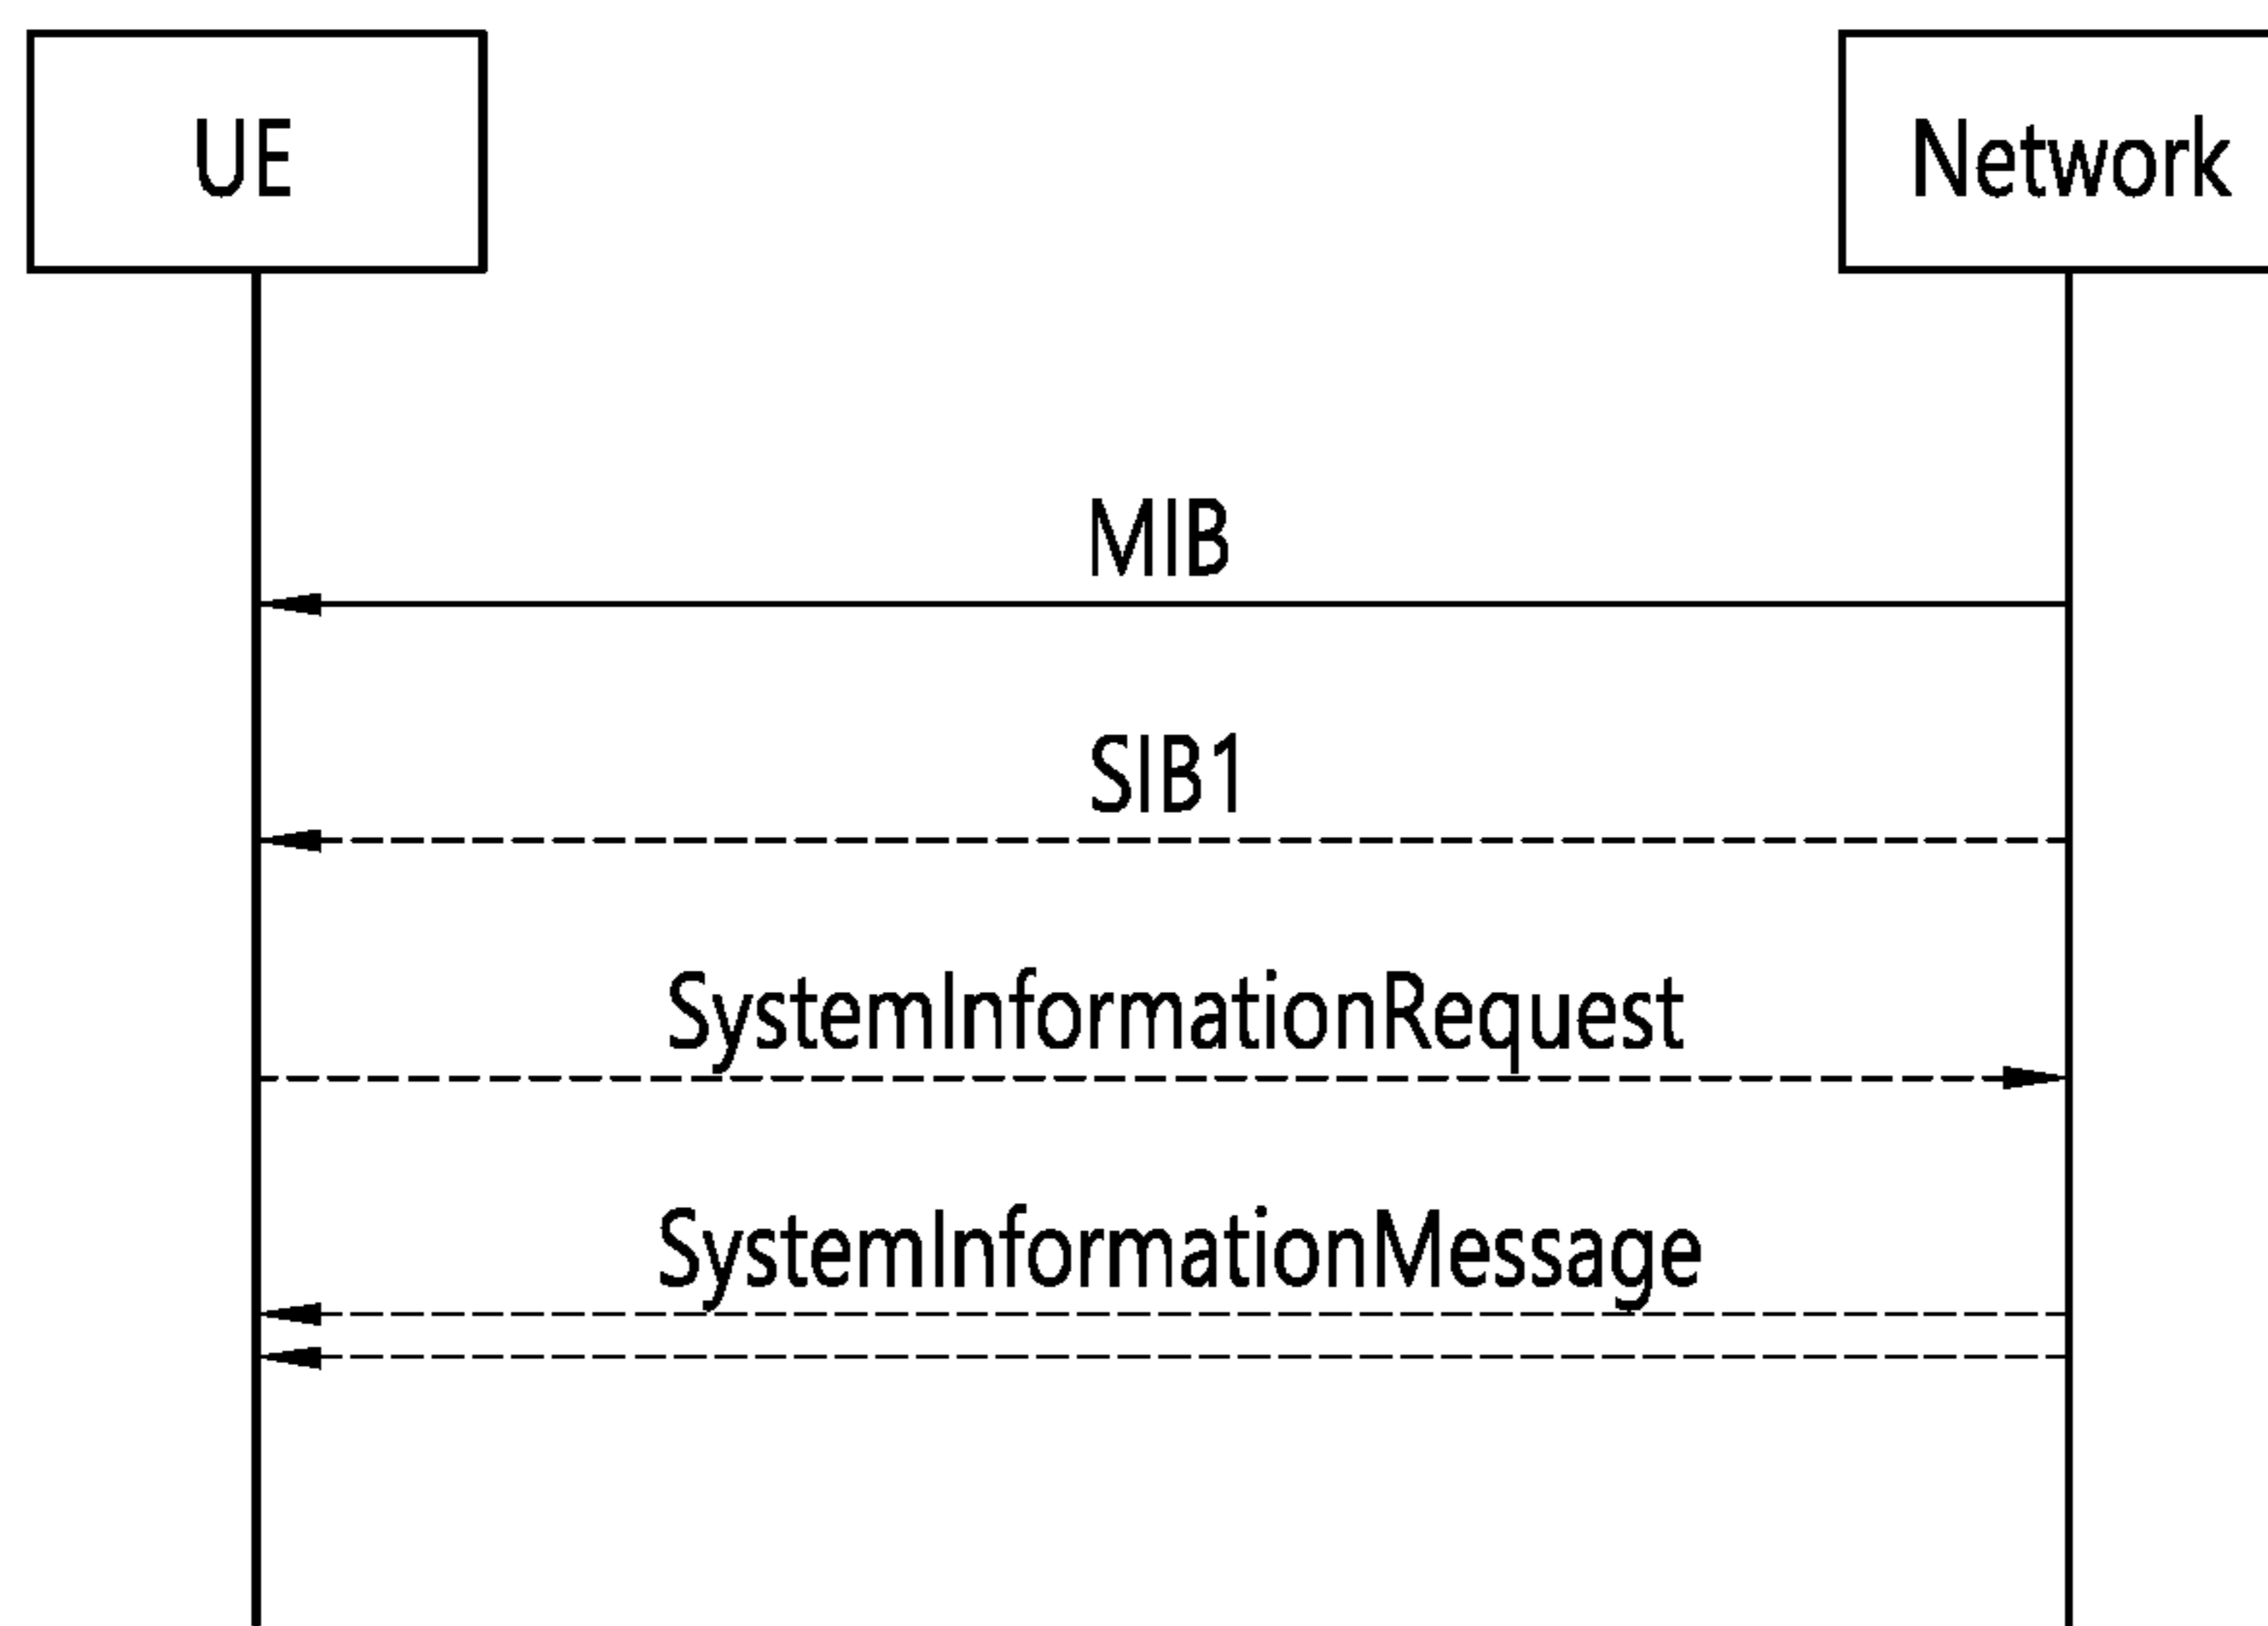 UE
Network
MIB
SIB1
SystemInformationRequest
SystemInformationMessage